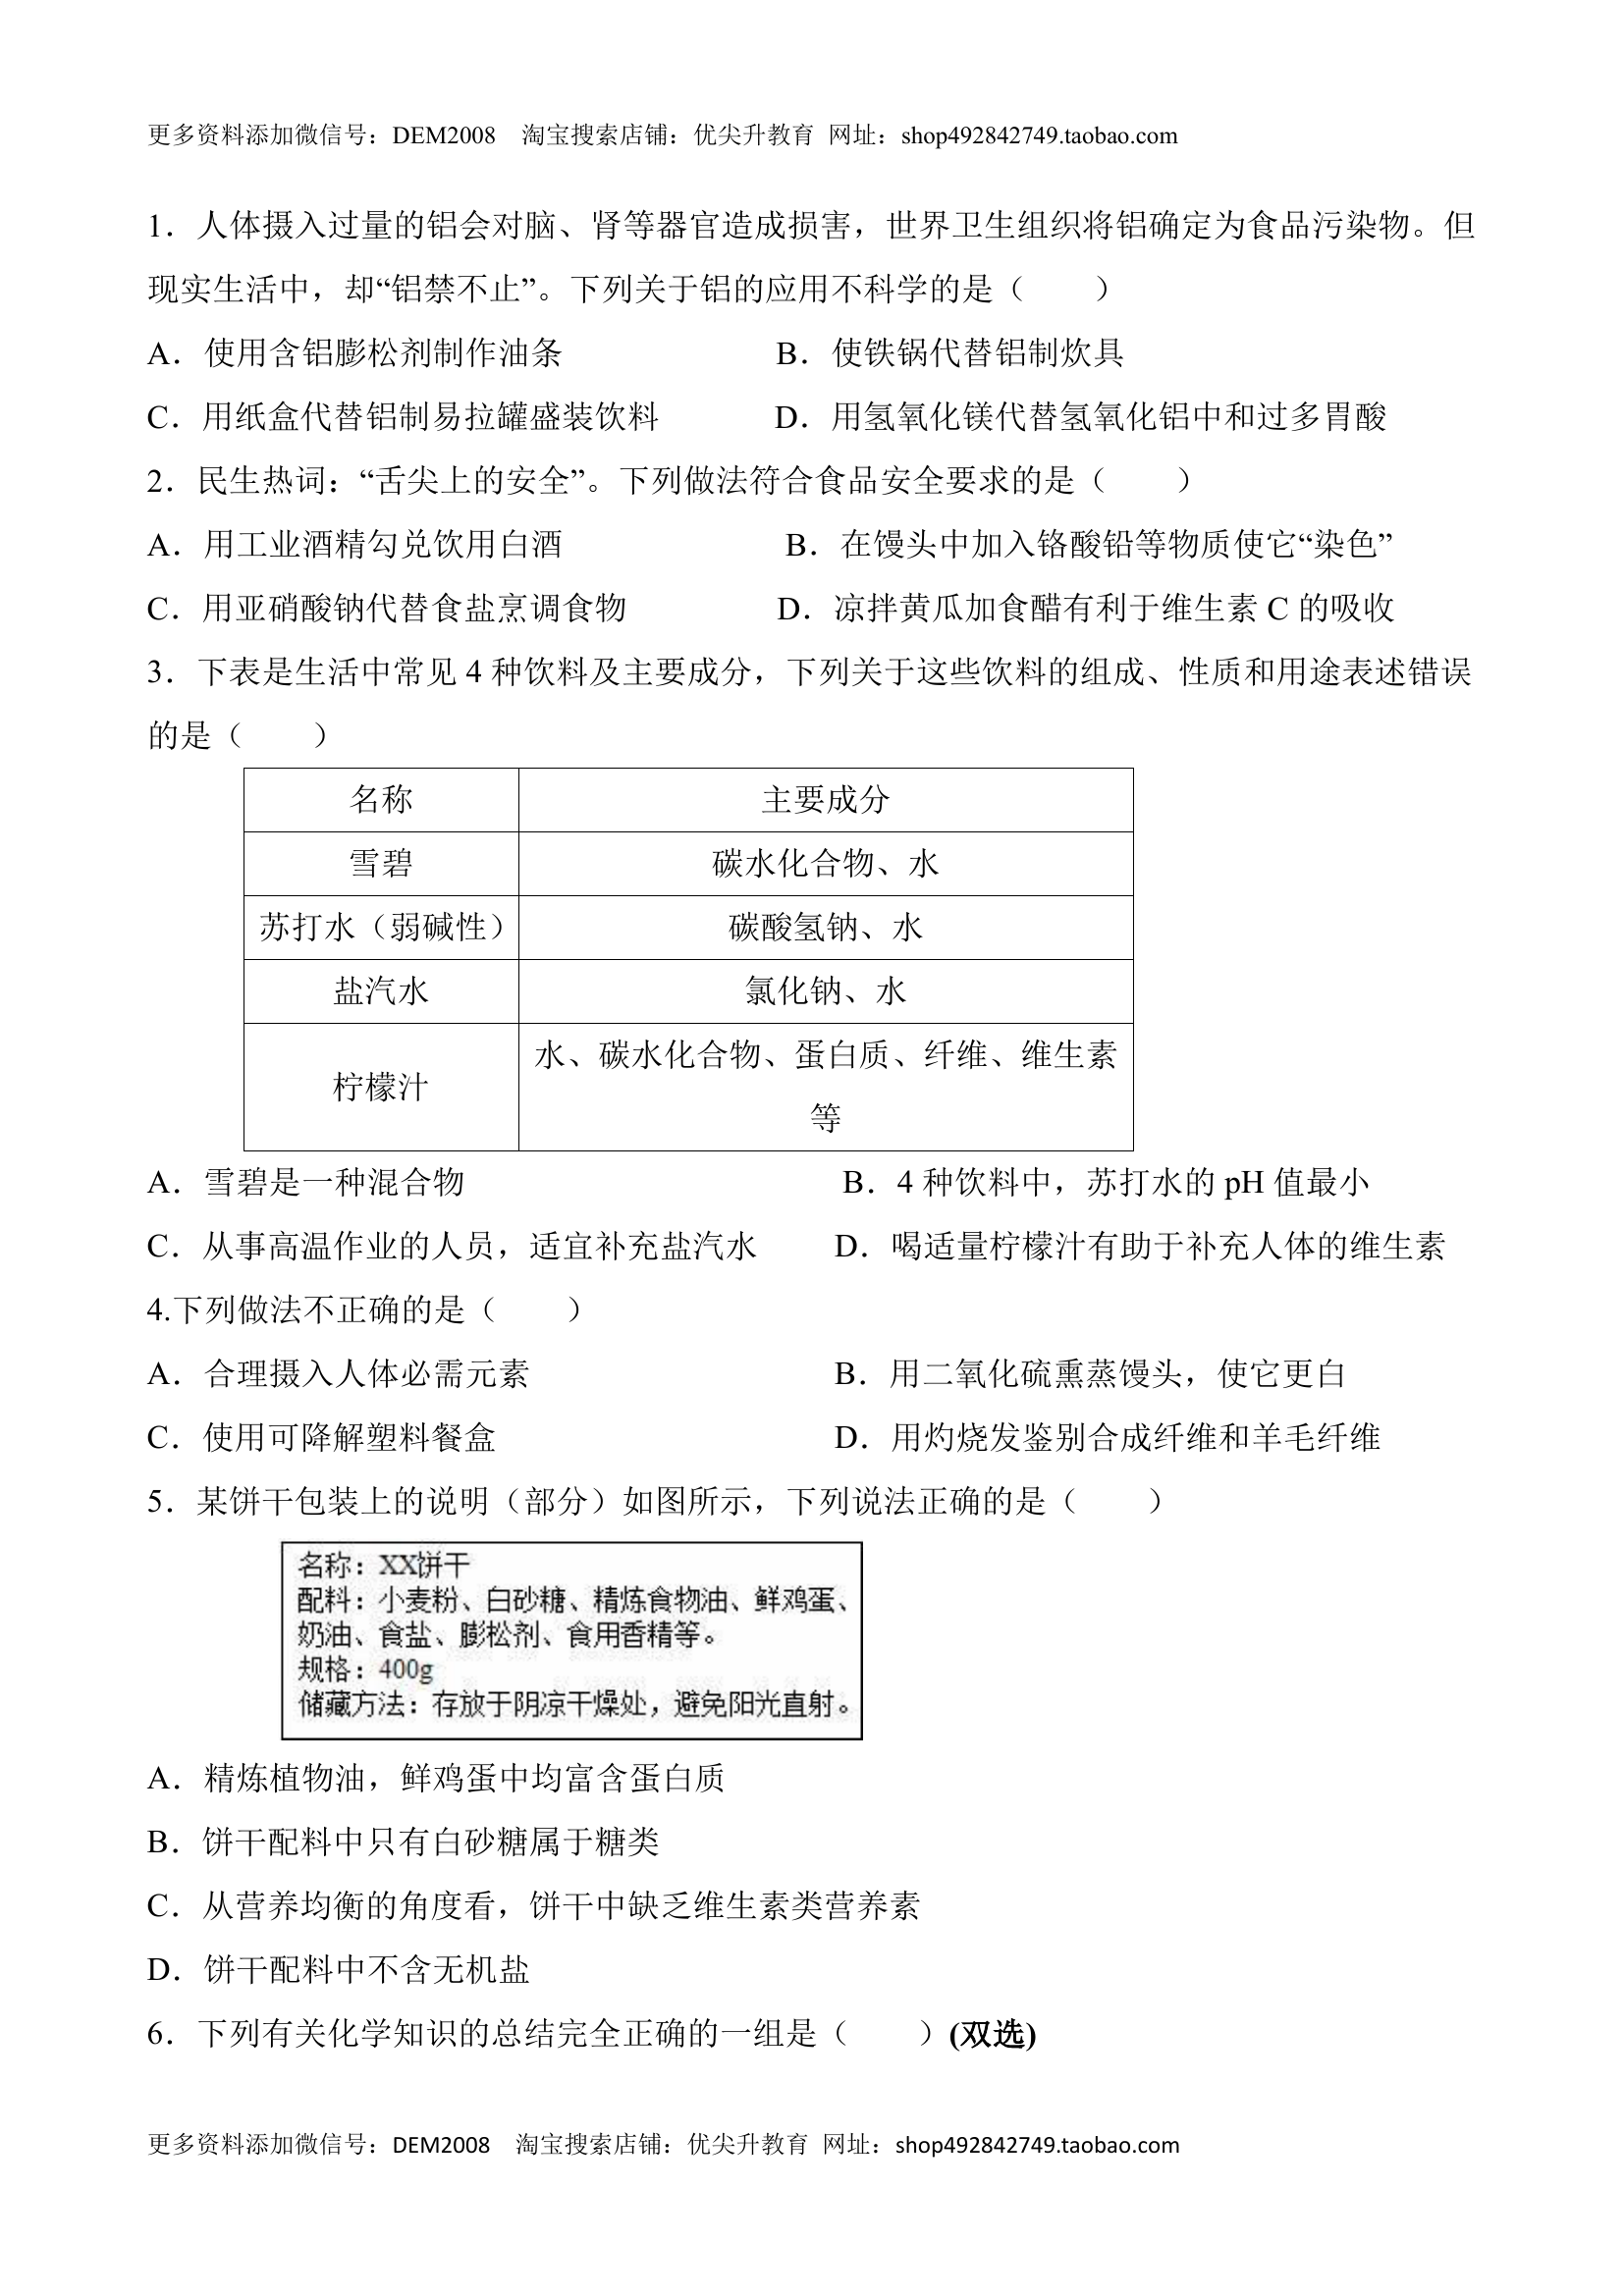 更多资料添加微信号：DEM2008 淘宝搜索店铺：优尖升教育 网址：shop492842749.taobao.com
1．人体摄入过量的铝会对脑、肾等器官造成损害，世界卫生组织将铝确定为食品污染物。但
现实生活中，却“铝禁不止”。下列关于铝的应用不科学的是（　　）
A．使用含铝膨松剂制作油条 B．使铁锅代替铝制炊具
C．用纸盒代替铝制易拉罐盛装饮料 D．用氢氧化镁代替氢氧化铝中和过多胃酸
2．民生热词：“舌尖上的安全”。下列做法符合食品安全要求的是（　　）
A．用工业酒精勾兑饮用白酒 B．在馒头中加入铬酸铅等物质使它“染色”
C．用亚硝酸钠代替食盐烹调食物 D．凉拌黄瓜加食醋有利于维生素 C 的吸收
3．下表是生活中常见 4 种饮料及主要成分，下列关于这些饮料的组成、性质和用途表述错误
的是（　　）
名称 主要成分
雪碧 碳水化合物、水
苏打水（弱碱性） 碳酸氢钠、水
盐汽水 氯化钠、水
柠檬汁 水、碳水化合物、蛋白质、纤维、维生素
等
A．雪碧是一种混合物 B．4 种饮料中，苏打水的 pH 值最小
C．从事高温作业的人员，适宜补充盐汽水 D．喝适量柠檬汁有助于补充人体的维生素
4.下列做法不正确的是（　　）
A．合理摄入人体必需元素 B．用二氧化硫熏蒸馒头，使它更白
C．使用可降解塑料餐盒 D．用灼烧发鉴别合成纤维和羊毛纤维
5．某饼干包装上的说明（部分）如图所示，下列说法正确的是（　　）
名称：XX饼干
配料：小麦粉、白砂糖、精炼食物油、鲜鸡蛋、
奶油、食盐、膨松剂、食用香精等。
规格：400g
储藏方法：存放于阴凉干燥处，避免阳光直射。
A．精炼植物油，鲜鸡蛋中均富含蛋白质
B．饼干配料中只有白砂糖属于糖类
C．从营养均衡的角度看，饼干中缺乏维生素类营养素
D．饼干配料中不含无机盐
6．下列有关化学知识的总结完全正确的一组是（　　）(双选)
更多资料添加微信号：DEM2008 淘宝搜索店铺：优尖升教育 网址：shop492842749.taobao.com